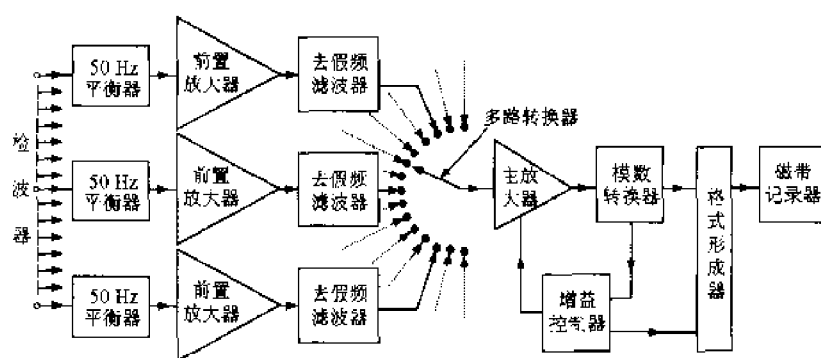 检
波
器
50 Hz
平衡器
前置
放大器
去假频
滤波器
50 Hz
平衡器
前置
放大器
去假频
滤波器
50 Hz
平衡器
前置
放大器
去假频
滤波器
多路转换器
主放
大器
模数
转换器
增益
控制器
格
式
形
成
器
磁带
记录器